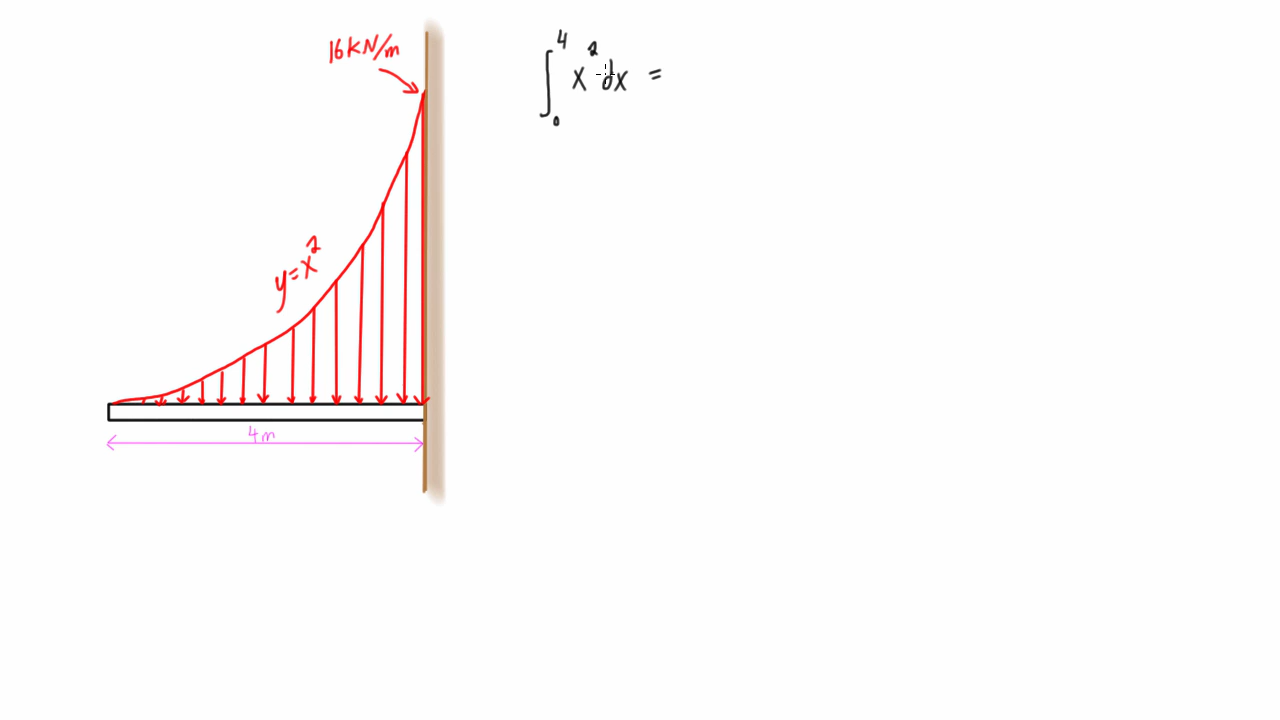 16kN/m
∫₀⁴ x² dx =
y=x²
4m